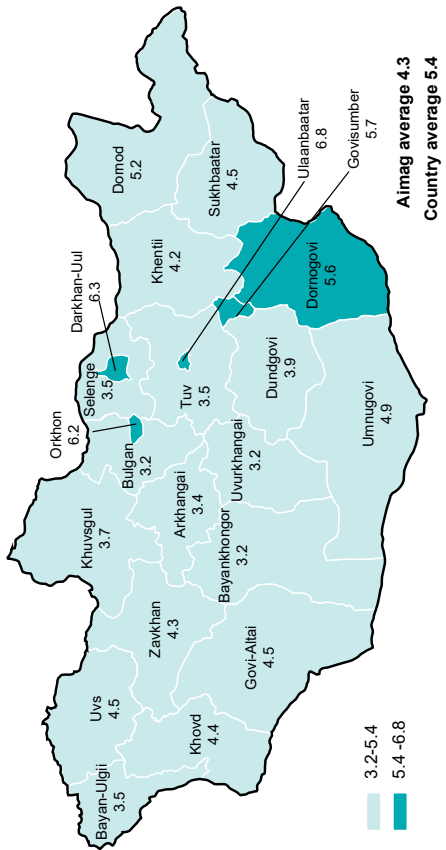 Bayan-Ulgii
3.5
Uvs
4.5
Khovd
4.4
Zavkhan
4.3
Govi-Altai
4.5
Khuvsgul
3.7
Bayankhongor
3.2
Arkhangai
3.4
Orkhon
6.2
Bulgan
3.2
Uvurkhangai
3.2
Selenge
3.5
Darkhan-Uul
6.3
Tuv
3.5
Dundgovi
3.9
Umnugovi
4.9
Khentii
4.2
Domod
5.2
Sukhbaatar
4.5
Dornogovi
5.6
Ulaanbaatar
6.8
Govisumber
5.7
3.2-5.4
5.4 -6.8
Aimag average 4.3
Country average 5.4